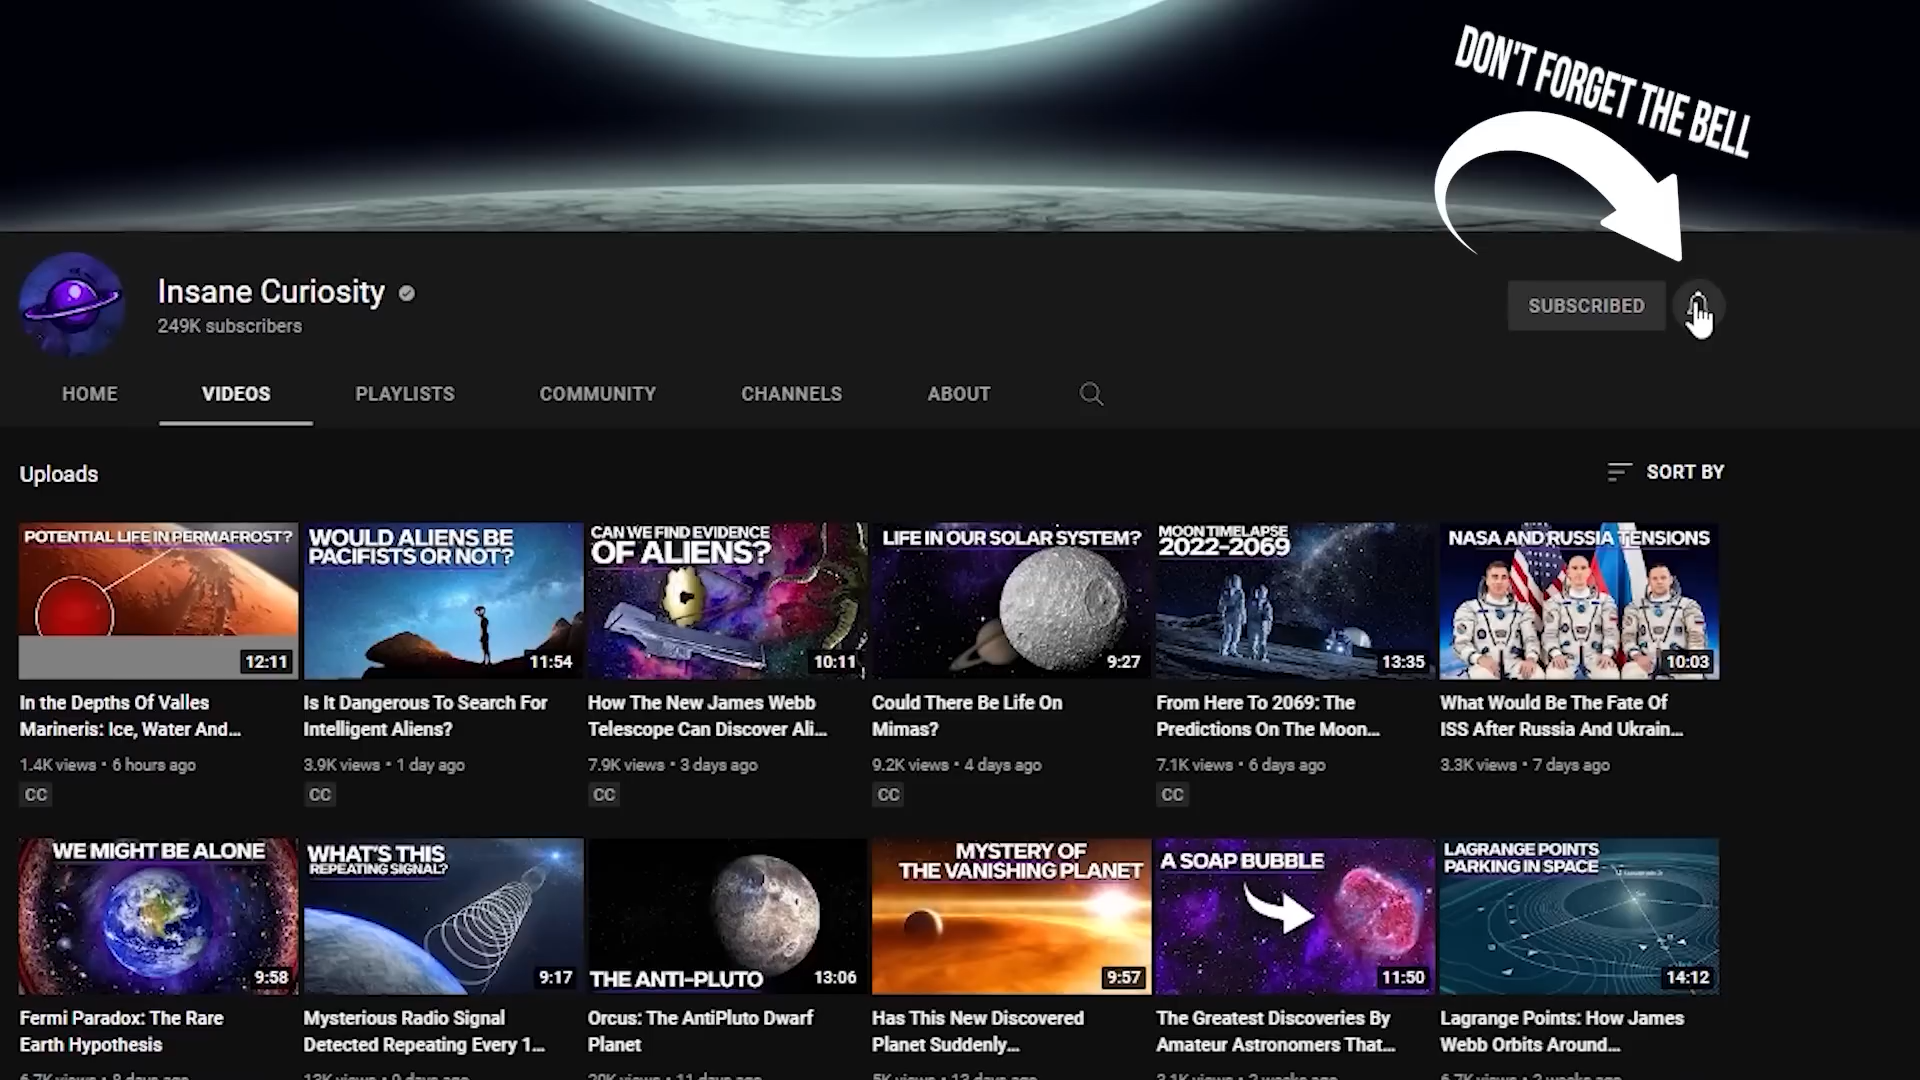 DON'T FORGET THE BELL
Insane Curiosity
249K subscribers
SUBSCRIBED
HOME
VIDEOS
PLAYLISTS
COMMUNITY
CHANNELS
ABOUT
Uploads
SORT BY
POTENTIAL LIFE IN PERMAFROST?
12:11
In the Depths Of Valles
Marineris: Ice, Water And...
1.4K views • 6 hours ago
CC
WOULD ALIENS BE
PACIFISTS OR NOT?
11:54
Is It Dangerous To Search For
Intelligent Aliens?
3.9K views • 1 day ago
CC
CAN WE FIND EVIDENCE
OF ALIENS?
10:11
How The New James Webb
Telescope Can Discover Ali...
7.9K views • 3 days ago
CC
LIFE IN OUR SOLAR SYSTEM?
9:27
Could There Be Life On
Mimas?
9.2K views • 4 days ago
CC
MOON TIMELAPSE
2022-2069
13:35
From Here To 2069: The
Predictions On The Moon...
7.1K views • 6 days ago
CC
NASA AND RUSSIA TENSIONS
10:03
What Would Be The Fate Of
ISS After Russia And Ukrain...
3.3K views • 7 days ago
WE MIGHT BE ALONE
9:58
Fermi Paradox: The Rare
Earth Hypothesis
WHAT'S THIS
REPEATING SIGNAL?
9:17
Mysterious Radio Signal
Detected Repeating Every 1...
THE ANTI-PLUTO
13:06
Orcus: The AntiPluto Dwarf
Planet
MYSTERY OF
THE VANISHING PLANET
9:57
Has This New Discovered
Planet Suddenly...
A SOAP BUBBLE
11:50
The Greatest Discoveries By
Amateur Astronomers That...
LAGRANGE POINTS
PARKING IN SPACE
14:12
Lagrange Points: How James
Webb Orbits Around...